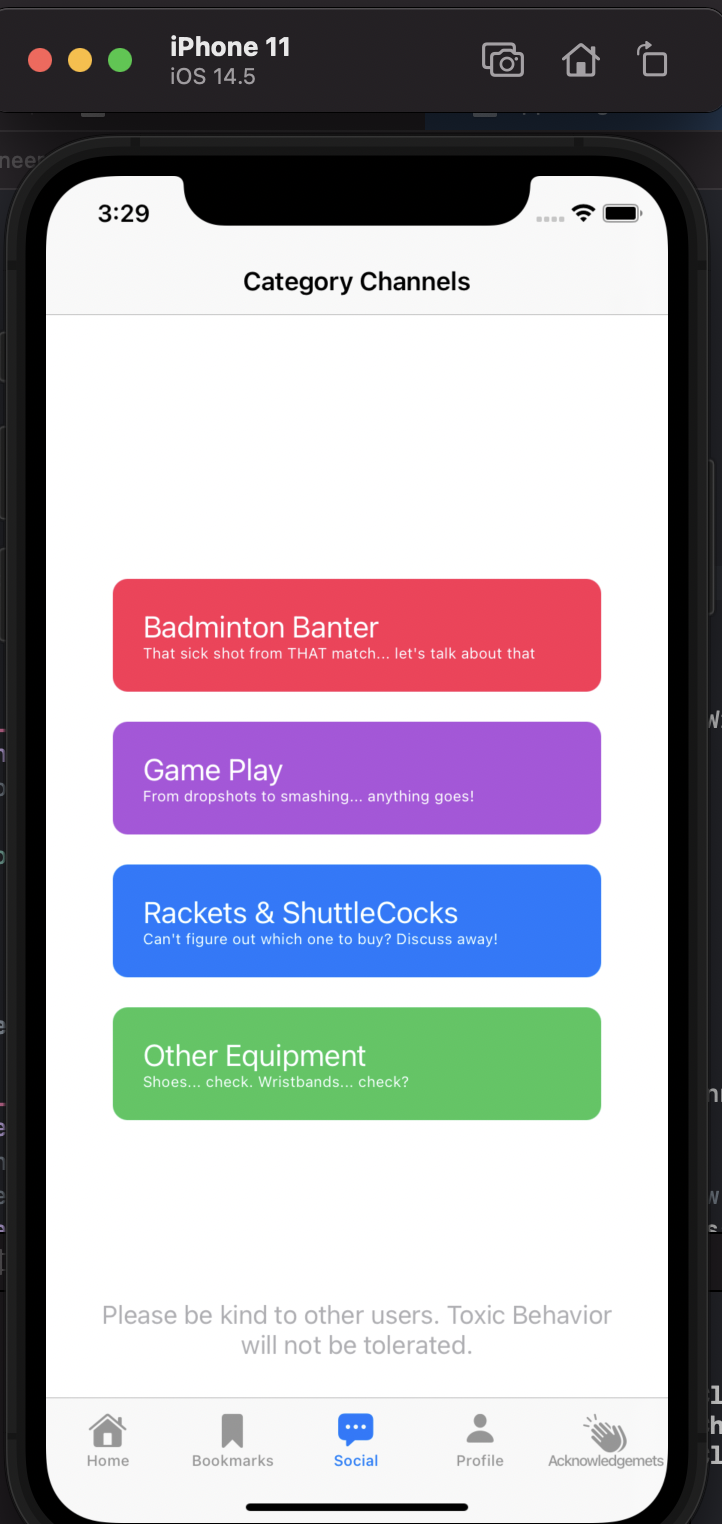 iPhone 11
iOS 14.5
neer
3:29
Category Channels
Badminton Banter
That sick shot from THAT match... let's talk about that
Game Play
From dropshots to smashing... anything goes!
Rackets & ShuttleCocks
Can't figure out which one to buy? Discuss away!
Other Equipment
Shoes... check. Wristbands... check?
Please be kind to other users. Toxic Behavior
will not be tolerated.
Home
Bookmarks
Social
Profile
Acknowledgemets